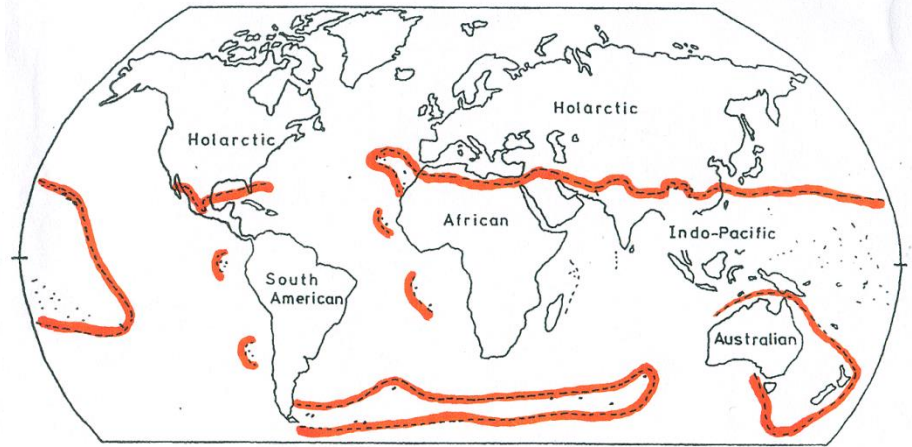 Holarctic
Holarctic
African
Indo-Pacific
South
American
Australian